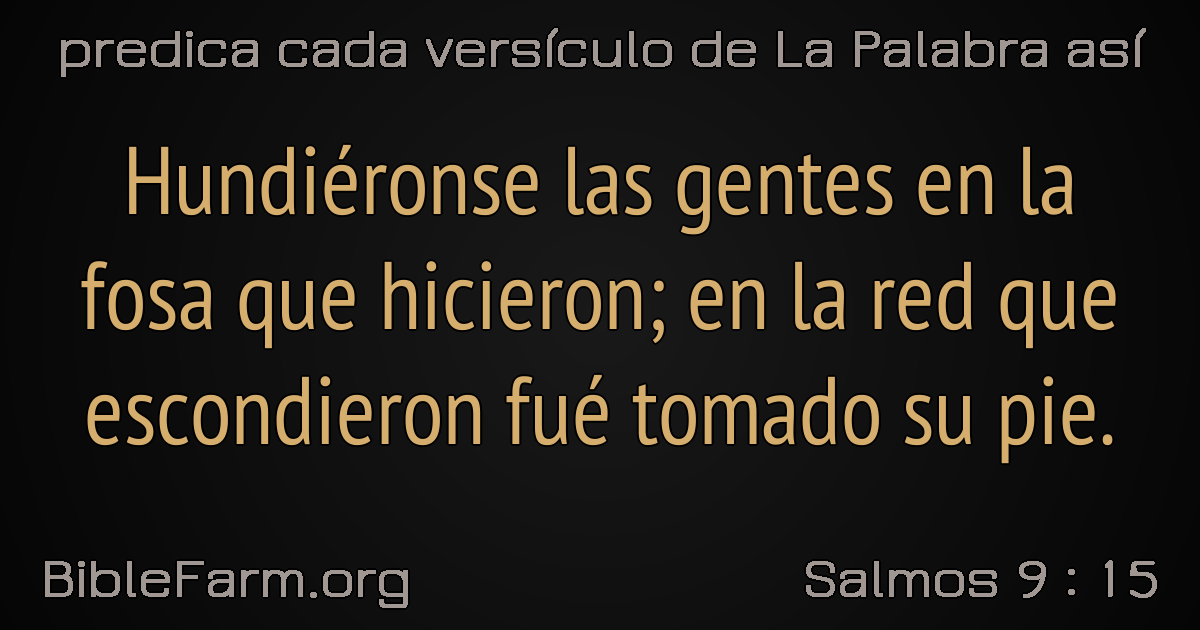 predica cada versículo de La Palabra así
Hundiéronse las gentes en la
fosa que hicieron; en la red que
escondieron fué tomado su pie.
BibleFarm.org
Salmos 9 : 15